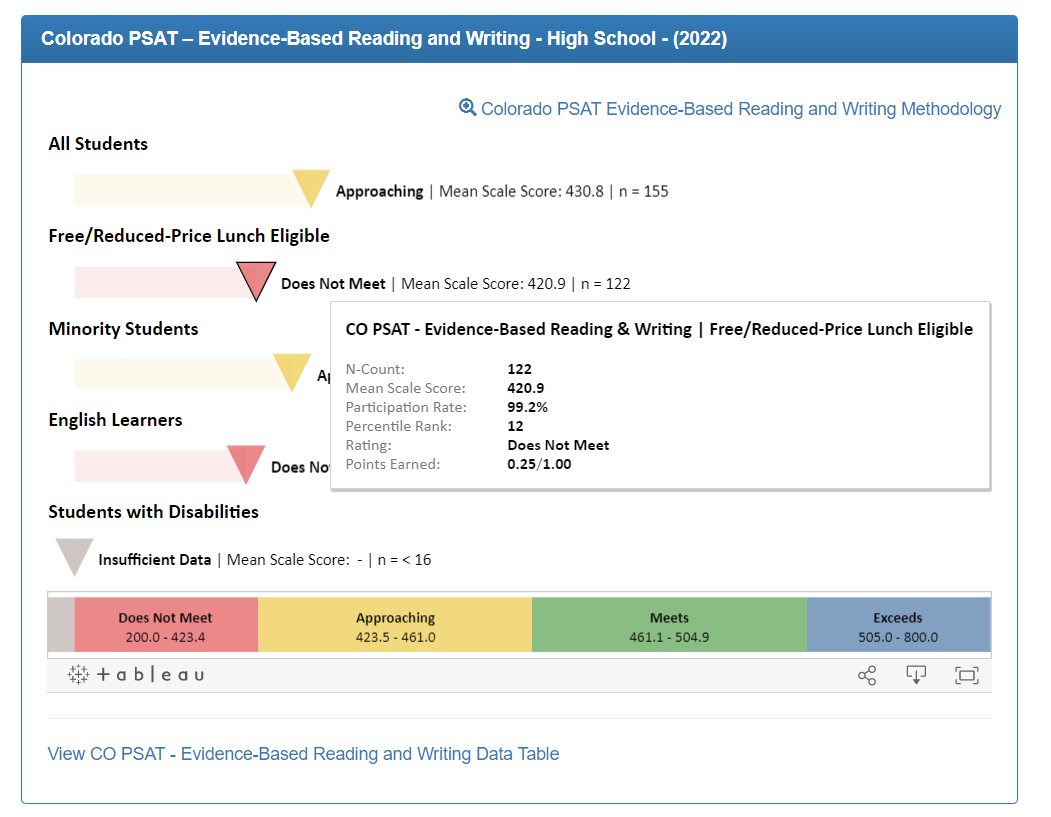 Colorado PSAT – Evidence-Based Reading and Writing - High School - (2022)
Colorado PSAT Evidence-Based Reading and Writing Methodology
All Students
Approaching | Mean Scale Score: 430.8 | n = 155
Free/Reduced-Price Lunch Eligible
Does Not Meet | Mean Scale Score: 420.9 | n = 122
CO PSAT - Evidence-Based Reading & Writing | Free/Reduced-Price Lunch Eligible
N-Count: 122
Mean Scale Score: 420.9
Participation Rate: 99.2%
Percentile Rank: 12
Rating: Does Not Meet
Points Earned: 0.25/1.00
Minority Students
English Learners
Does No
Students with Disabilities
Insufficient Data | Mean Scale Score: - | n = < 16
Does Not Meet
200.0 - 423.4
Approaching
423.5 - 461.0
Meets
461.1 - 504.9
Exceeds
505.0 - 800.0
+ableau
View CO PSAT - Evidence-Based Reading and Writing Data Table